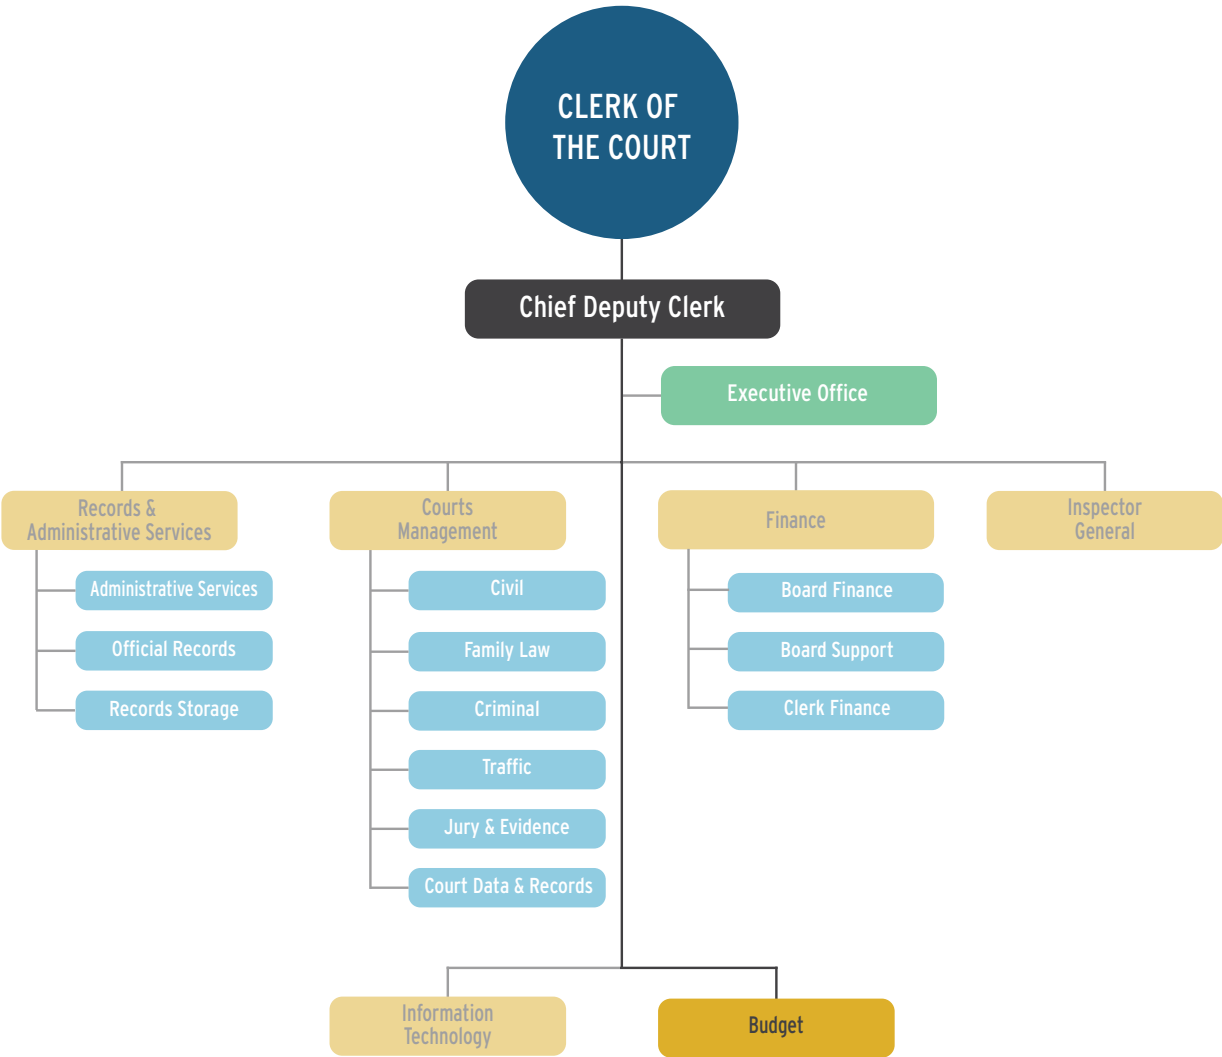 CLERK OF
THE COURT
Chief Deputy Clerk
Executive Office
Records &
Administrative Services
Administrative Services
Official Records
Records Storage
Courts
Management
Civil
Family Law
Criminal
Traffic
Jury & Evidence
Court Data & Records
Finance
Board Finance
Board Support
Clerk Finance
Inspector
General
Information
Technology
Budget